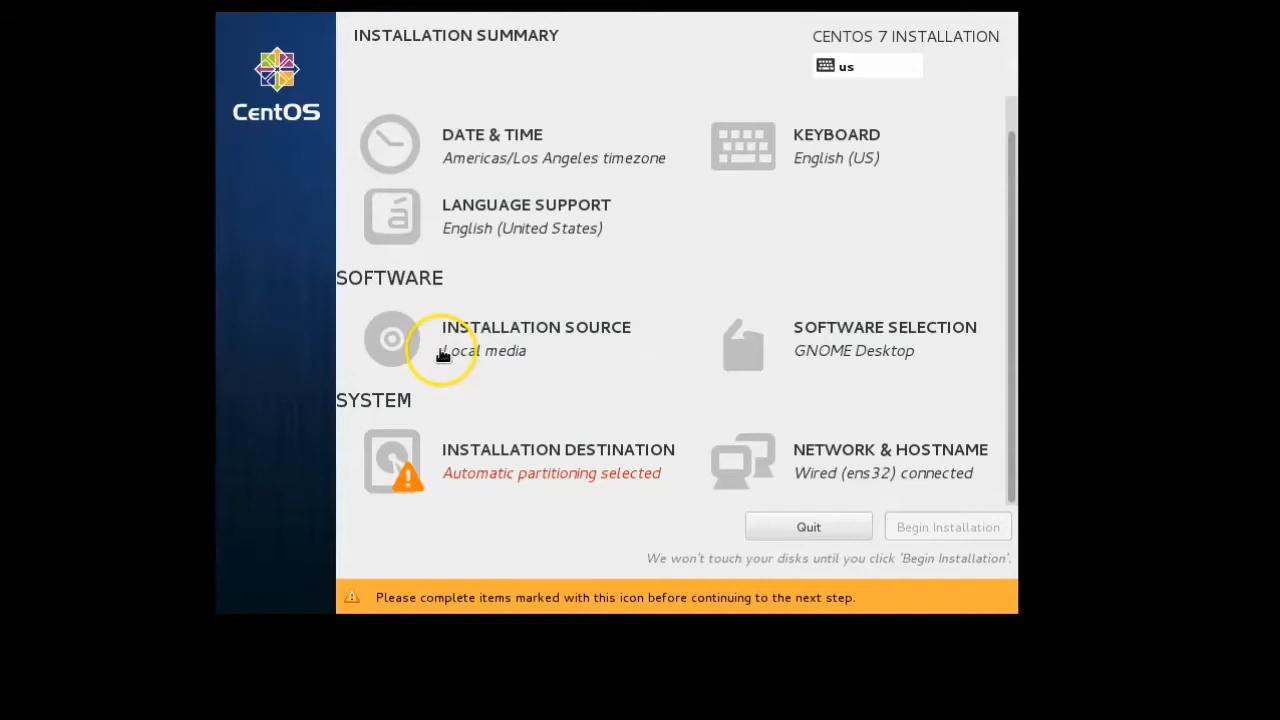 INSTALLATION SUMMARY
CENTOS 7 INSTALLATION
us
CentOS
DATE & TIME
Americas/Los Angeles timezone
KEYBOARD
English (US)
LANGUAGE SUPPORT
English (United States)
SOFTWARE
INSTALLATION SOURCE
Local media
SOFTWARE SELECTION
GNOME Desktop
SYSTEM
INSTALLATION DESTINATION
Automatic partitioning selected
NETWORK & HOSTNAME
Wired (ens32) connected
Quit
Begin Installation
We won't touch your disks until you click 'Begin Installation'.
Please complete items marked with this icon before continuing to the next step.